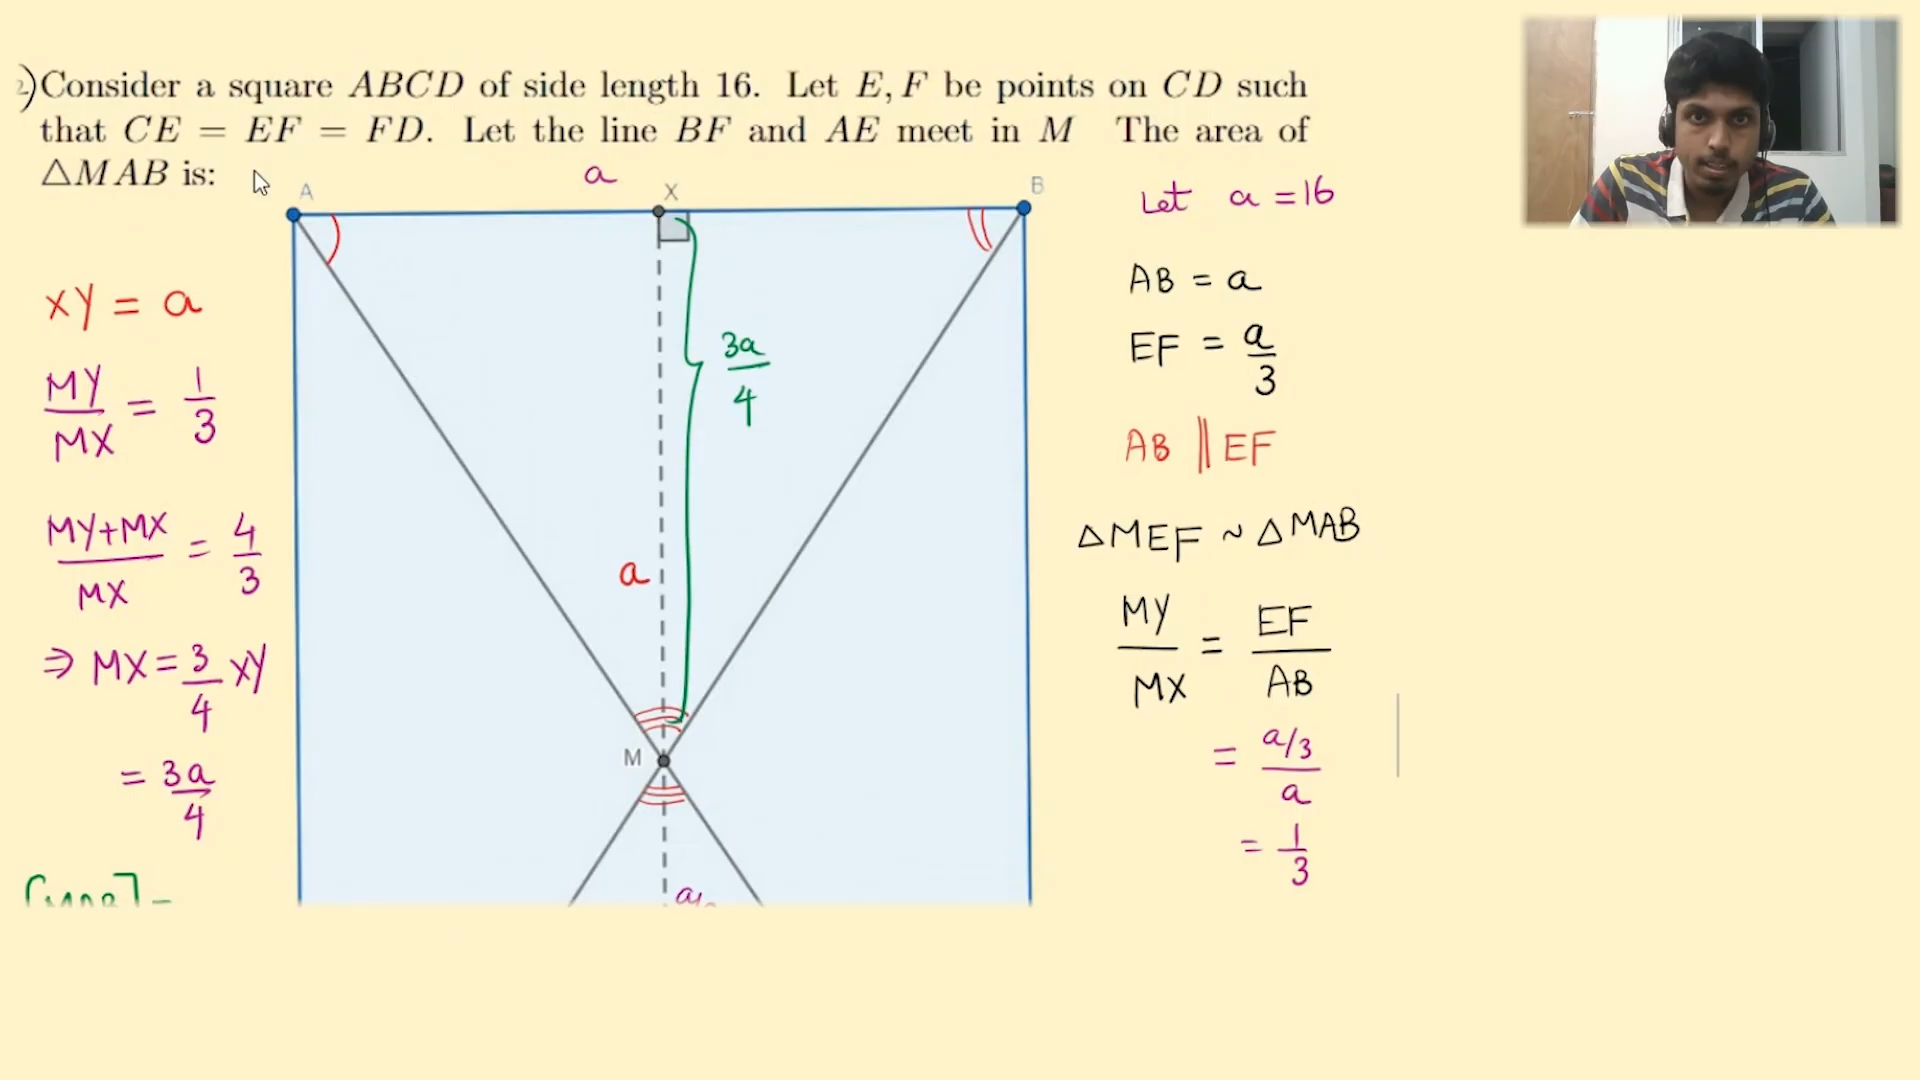 2) Consider a square ABCD of side length 16. Let E, F be points on CD such
that CE = EF = FD. Let the line BF and AE meet in M The area of
△MAB is:
a
A
X
B
Let a = 16
XY = a
MY/MX = 1/3
(MY+MX)/MX = 4/3
⇒ MX = 3/4 XY
= 3a/4
3a/4
a
M
AB = a
EF = a/3
AB || EF
△MEF ~ △MAB
MY/MX = EF/AB
= (a/3)/a
= 1/3